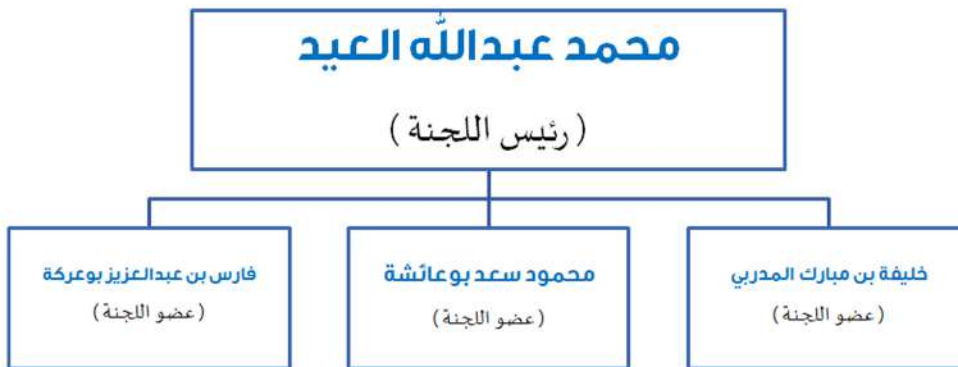 محمد عبدالله العيد
(رئيس اللجنة)
خليفة بن مبارك المدربي
(عضو اللجنة)
محمود سعد بوعائشة
(عضو اللجنة)
فارس بن عبدالعزيز بوعركة
(عضو اللجنة)